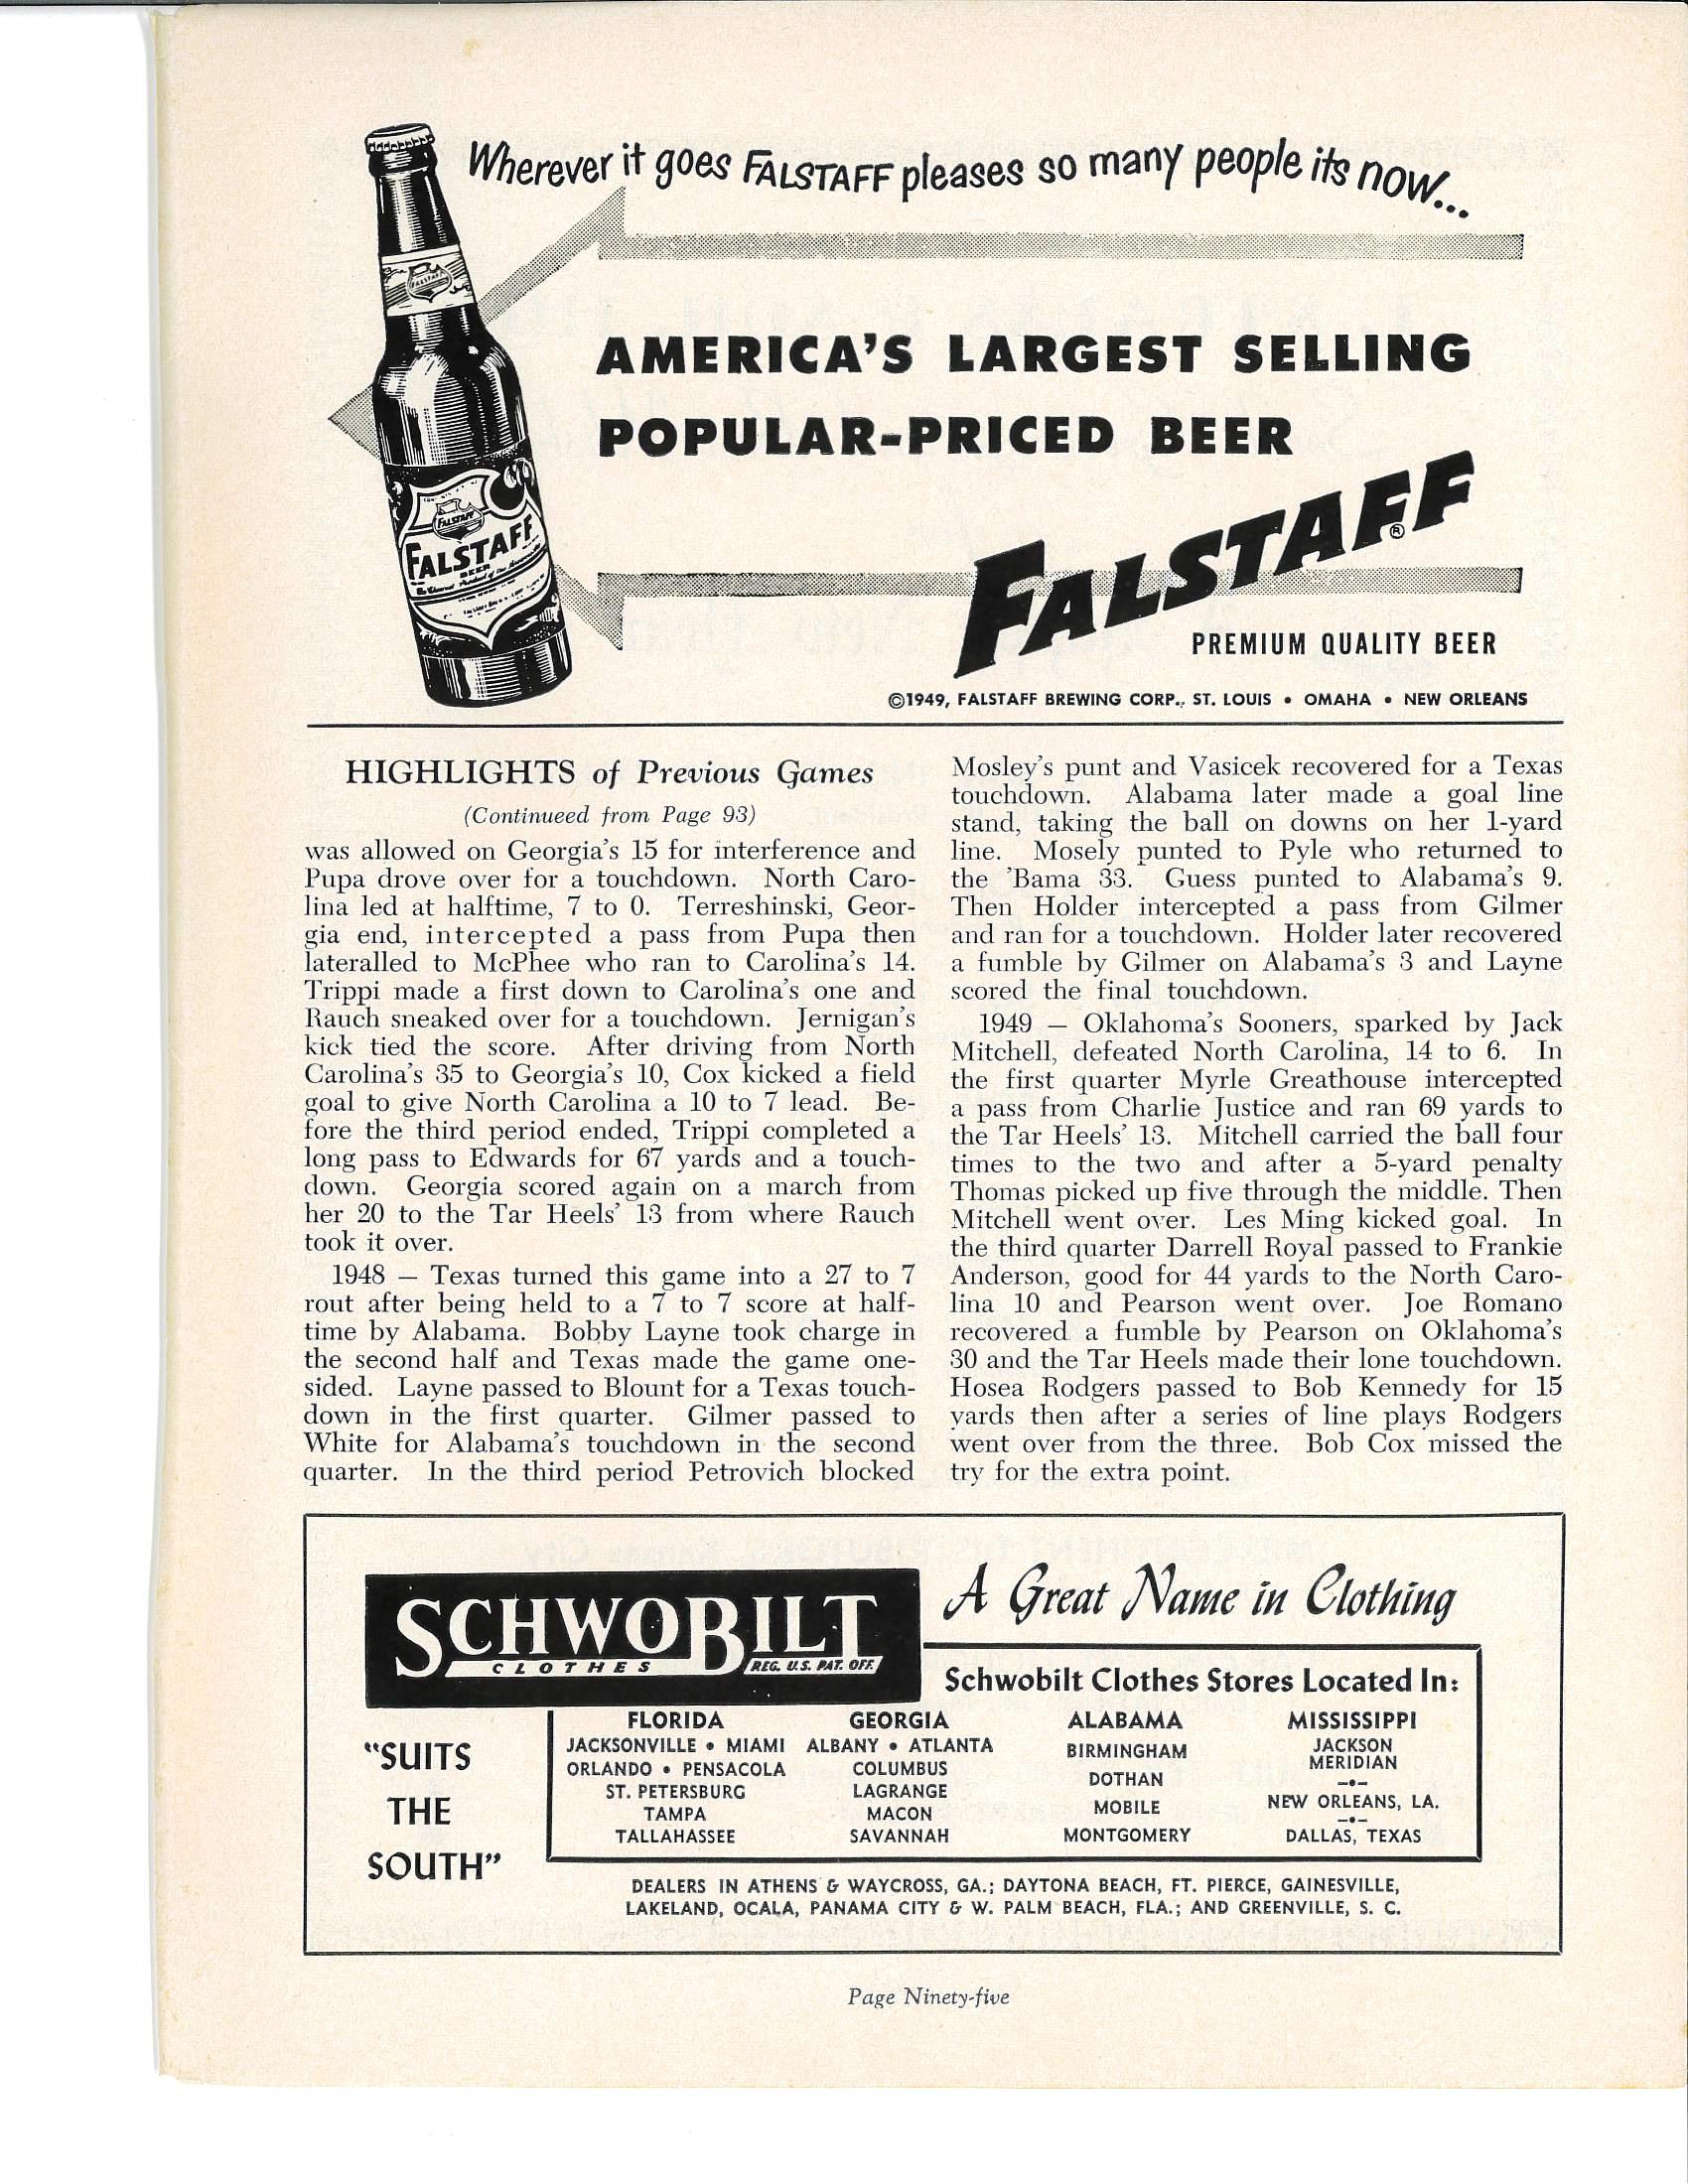 Wherever it goes FALSTAFF pleases so many people its now...
AMERICA'S LARGEST SELLING
POPULAR-PRICED BEER
FALSTAFF
FALSTAFF
FALSTAFF
BEER
FALSTAFF®
PREMIUM QUALITY BEER
©1949, FALSTAFF BREWING CORP., ST. LOUIS • OMAHA • NEW ORLEANS
HIGHLIGHTS of Previous Games
(Continueed from Page 93)
was allowed on Georgia's 15 for interference and
Pupa drove over for a touchdown. North Caro-
lina led at halftime, 7 to 0. Terreshinski, Geor-
gia end, intercepted a pass from Pupa then
lateralled to McPhee who ran to Carolina's 14.
Trippi made a first down to Carolina's one and
Rauch sneaked over for a touchdown. Jernigan's
kick tied the score. After driving from North
Carolina's 35 to Georgia's 10, Cox kicked a field
goal to give North Carolina a 10 to 7 lead. Be-
fore the third period ended, Trippi completed a
long pass to Edwards for 67 yards and a touch-
down. Georgia scored again on a march from
her 20 to the Tar Heels' 13 from where Rauch
took it over.
1948 — Texas turned this game into a 27 to 7
rout after being held to a 7 to 7 score at half-
time by Alabama. Bobby Layne took charge in
the second half and Texas made the game one-
sided. Layne passed to Blount for a Texas touch-
down in the first quarter. Gilmer passed to
White for Alabama's touchdown in the second
quarter. In the third period Petrovich blocked
Mosley's punt and Vasicek recovered for a Texas
touchdown. Alabama later made a goal line
stand, taking the ball on downs on her 1-yard
line. Mosely punted to Pyle who returned to
the 'Bama 33. Guess punted to Alabama's 9.
Then Holder intercepted a pass from Gilmer
and ran for a touchdown. Holder later recovered
a fumble by Gilmer on Alabama's 3 and Layne
scored the final touchdown.
1949 — Oklahoma's Sooners, sparked by Jack
Mitchell, defeated North Carolina, 14 to 6. In
the first quarter Myrle Greathouse intercepted
a pass from Charlie Justice and ran 69 yards to
the Tar Heels' 13. Mitchell carried the ball four
times to the two and after a 5-yard penalty
Thomas picked up five through the middle. Then
Mitchell went over. Les Ming kicked goal. In
the third quarter Darrell Royal passed to Frankie
Anderson, good for 44 yards to the North Caro-
lina 10 and Pearson went over. Joe Romano
recovered a fumble by Pearson on Oklahoma's
30 and the Tar Heels made their lone touchdown.
Hosea Rodgers passed to Bob Kennedy for 15
yards then after a series of line plays Rodgers
went over from the three. Bob Cox missed the
try for the extra point.
SCHWOBILT
CLOTHES REG. U.S. PAT. OFF.
A Great Name in Clothing
Schwobilt Clothes Stores Located In:
"SUITS
THE
SOUTH"
FLORIDA
JACKSONVILLE • MIAMI
ORLANDO • PENSACOLA
ST. PETERSBURG
TAMPA
TALLAHASSEE
GEORGIA
ALBANY • ATLANTA
COLUMBUS
LAGRANGE
MACON
SAVANNAH
ALABAMA
BIRMINGHAM
DOTHAN
MOBILE
MONTGOMERY
MISSISSIPPI
JACKSON
MERIDIAN
NEW ORLEANS, LA.
DALLAS, TEXAS
DEALERS IN ATHENS & WAYCROSS, GA.; DAYTONA BEACH, FT. PIERCE, GAINESVILLE,
LAKELAND, OCALA, PANAMA CITY & W. PALM BEACH, FLA.; AND GREENVILLE, S. C.
Page Ninety-five